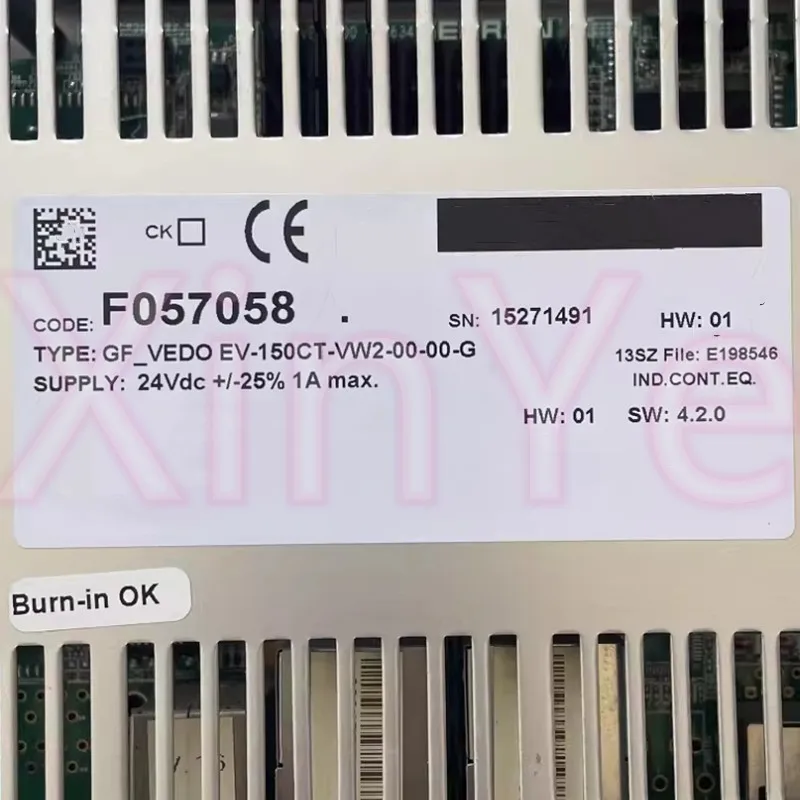 CK
CE
CODE: F057058 .
SN: 15271491
HW: 01
TYPE: GF_VEDO EV-150CT-VW2-00-00-G
13SZ File: E198546
SUPPLY: 24Vdc +/-25% 1A max.
IND.CONT.EQ.
HW: 01 SW: 4.2.0
XinYe
Burn-in OK